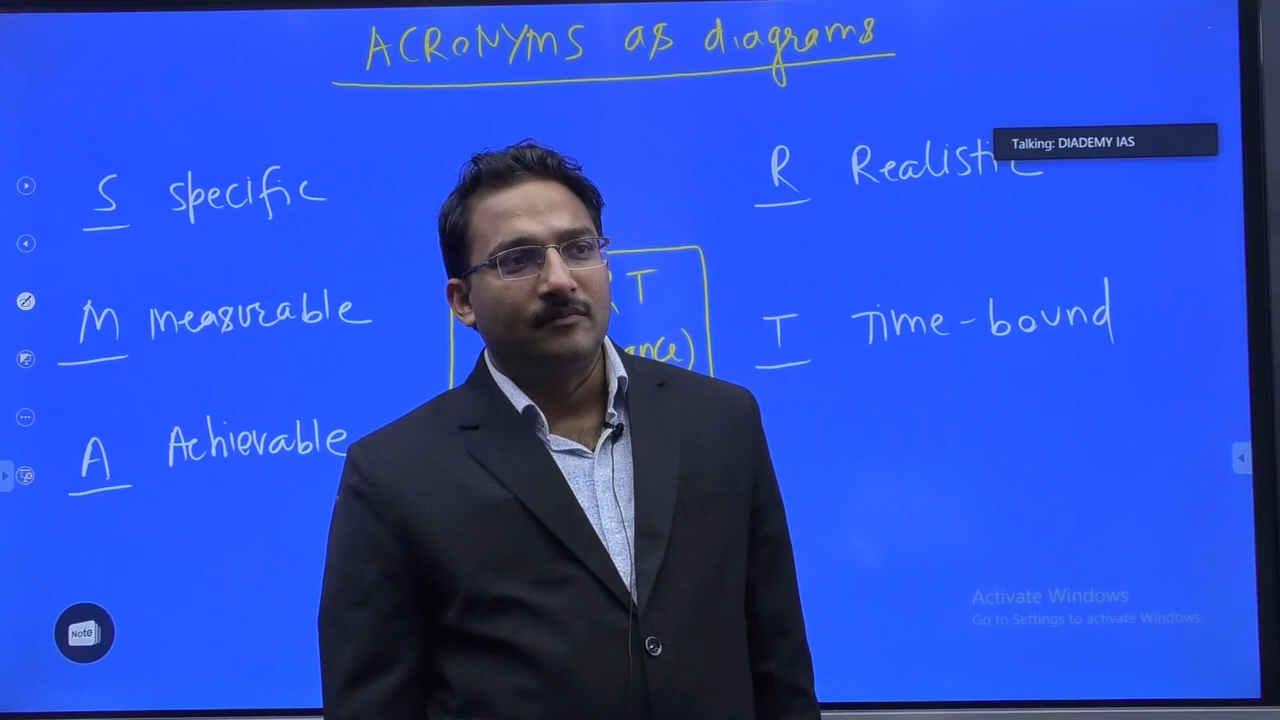 ACRONYMS as diagrams
S specific
M measurable
A Achievable
T
ance)
R Realistic
T Time-bound
Talking: DIADEMY IAS
Note
Activate Windows
Go to Settings to activate Windows.